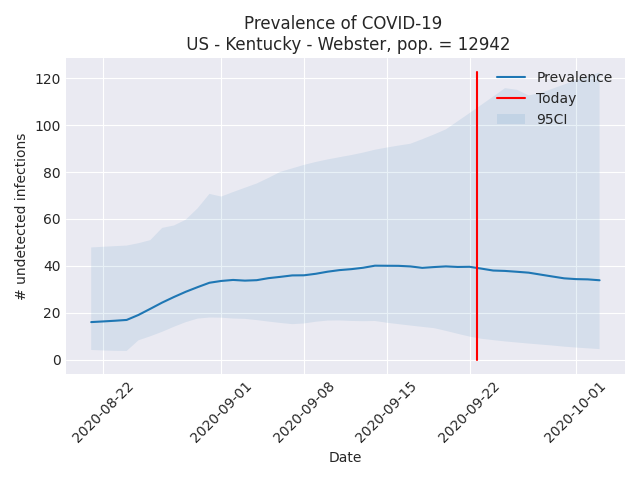 Prevalence of COVID-19
US - Kentucky - Webster, pop. = 12942
Prevalence
Today
95CI
# undetected infections
120
100
80
60
40
20
0
2020-08-22
2020-09-01
2020-09-08
2020-09-15
2020-09-22
2020-10-01
Date